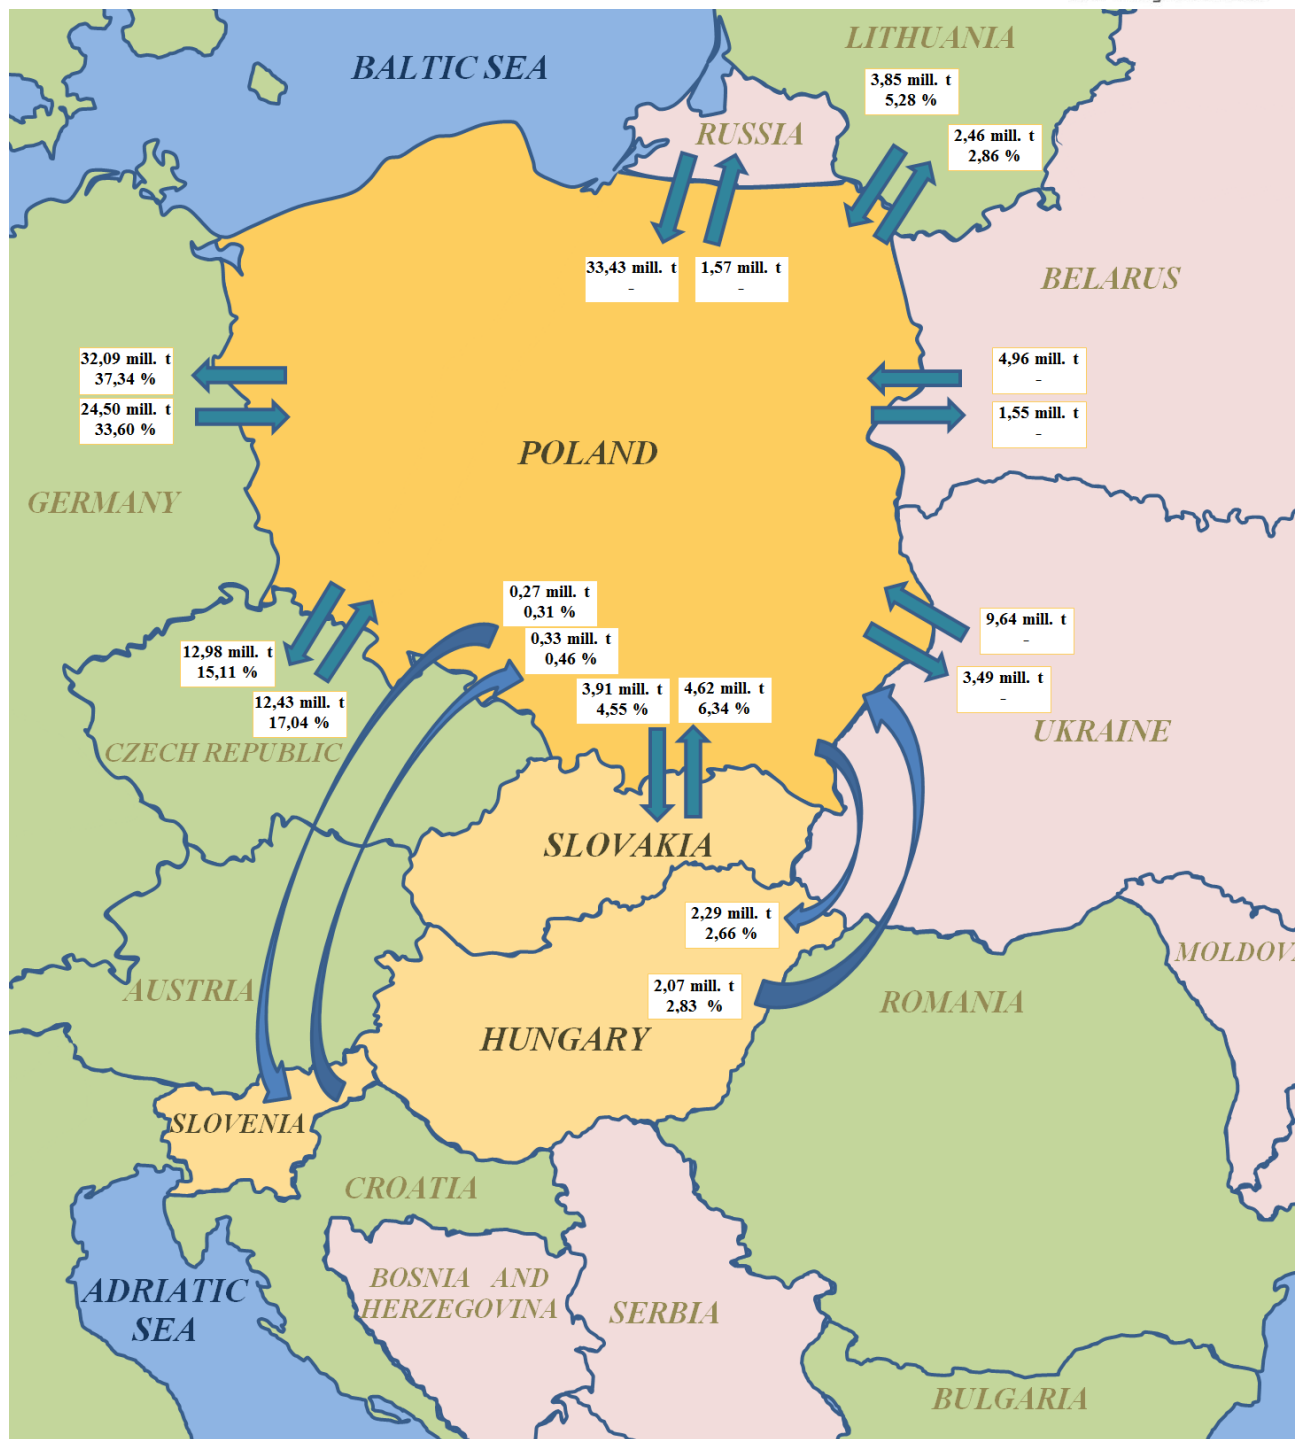 LITHUANIA
BALTIC SEA
3,85 mill. t
5,28 %
RUSSIA
2,46 mill. t
2,86 %
33,43 mill. t
-
1,57 mill. t
-
BELARUS
32,09 mill. t
37,34 %
24,50 mill. t
33,60 %
4,96 mill. t
-
1,55 mill. t
-
POLAND
GERMANY
0,27 mill. t
0,31 %
0,33 mill. t
0,46 %
9,64 mill. t
-
12,98 mill. t
15,11 %
12,43 mill. t
17,04 %
3,91 mill. t
4,55 %
4,62 mill. t
6,34 %
3,49 mill. t
-
UKRAINE
CZECH REPUBLIC
SLOVAKIA
2,29 mill. t
2,66 %
MOLDOV
AUSTRIA
2,07 mill. t
2,83 %
ROMANIA
HUNGARY
SLOVENIA
CROATIA
BOSNIA AND
HERZEGOVINA
ADRIATIC
SEA
SERBIA
BULGARIA